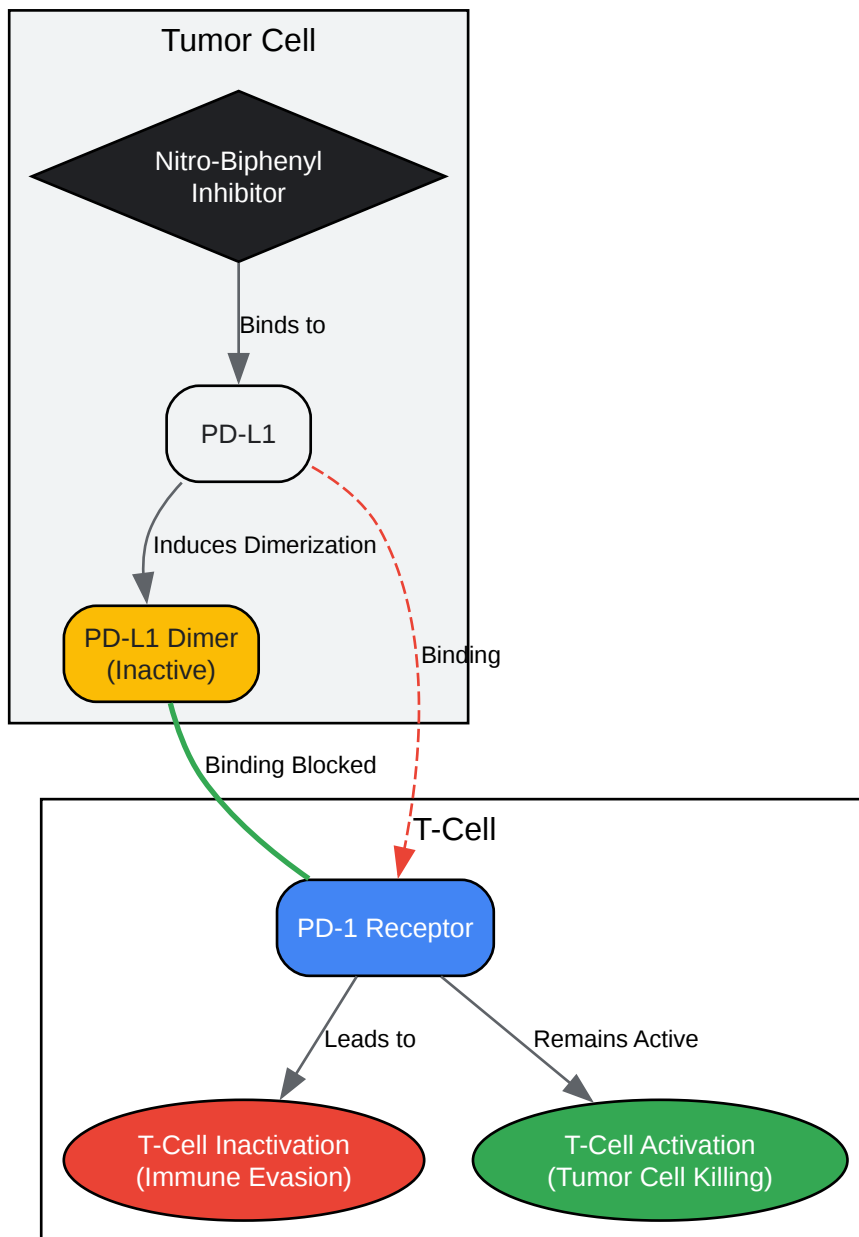 Tumor Cell
Nitro-Biphenyl
Inhibitor
Binds to
PD-L1
Induces Dimerization
PD-L1 Dimer
(Inactive)
Binding
Binding Blocked
T-Cell
PD-1 Receptor
Leads to
Remains Active
T-Cell Inactivation
(Immune Evasion)
T-Cell Activation
(Tumor Cell Killing)